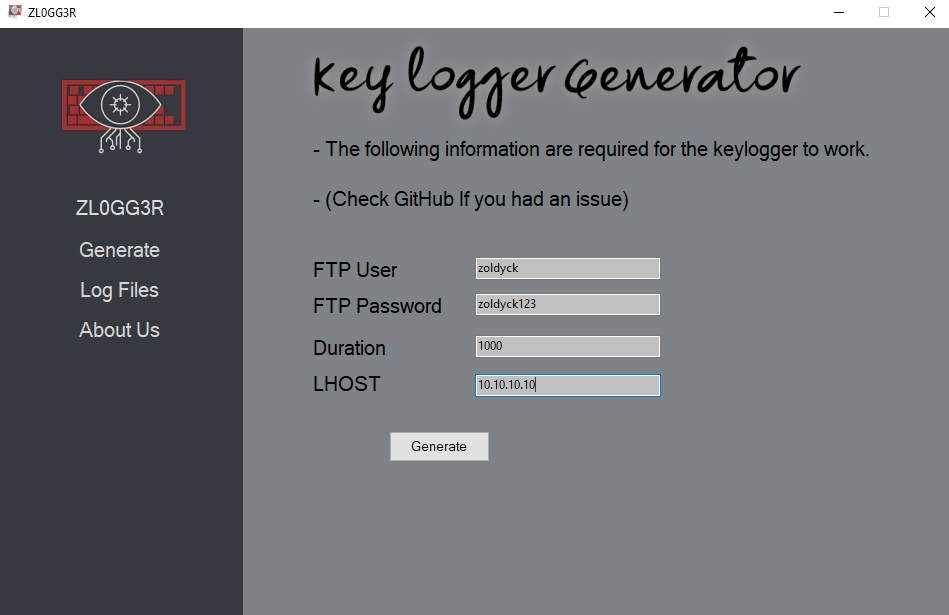 ZL0GG3R
Key logger Generator
- The following information are required for the keylogger to work.
- (Check GitHub If you had an issue)
ZL0GG3R
Generate
Log Files
About Us
FTP User zoldyck
FTP Password zoldyck123
Duration 1000
LHOST 10.10.10.10
Generate